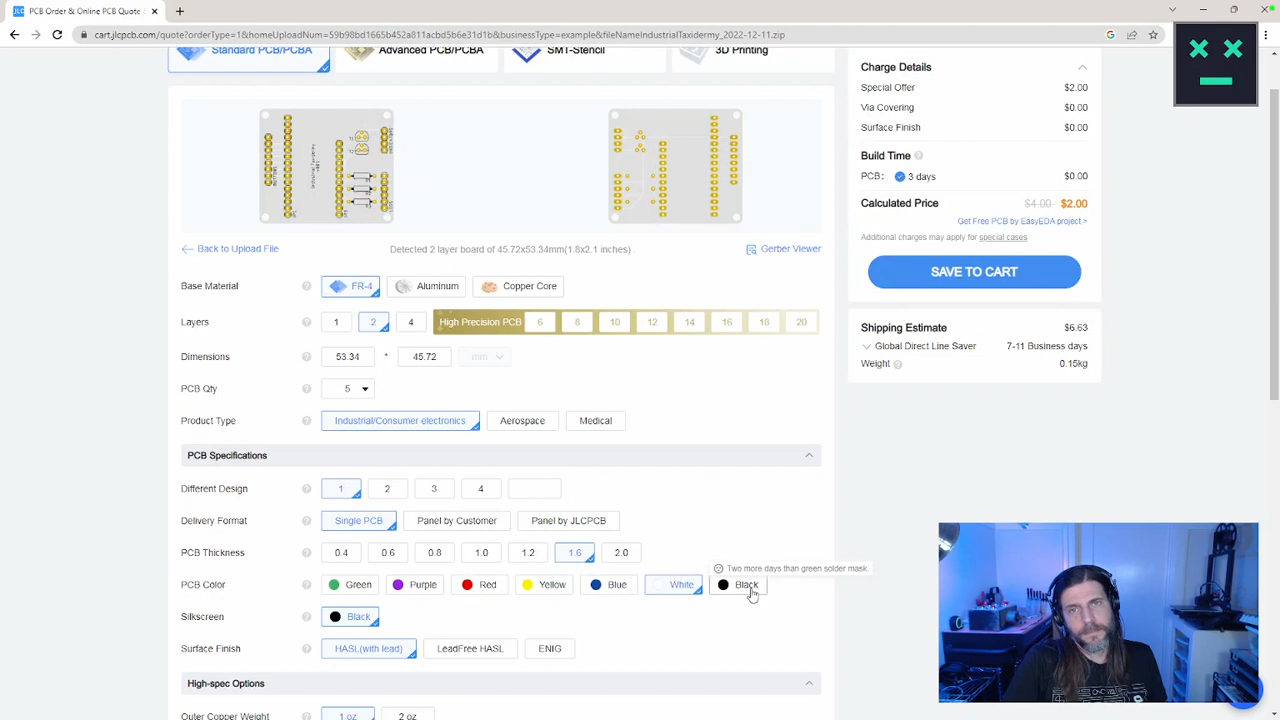 PCB Order & Online PCB Quote
cart.jlcpcb.com/quote?orderType=1&homeUploadNum=59b98bd1665b452a811acbd5b6c9101b&businessType=example&fileNameIndustrialTaxidermy_2022-12-11.zip
Standard PCB/PCBA
Advanced PCB/PCBA
SMT-Stencil
3D Printing
Back to Upload File
Detected 2 layer board of 45.72x53.34mm(1.8x2.1 inches) .
Gerber Viewer
Base Material FR-4 Aluminum Copper Core
Layers 1 2 4 High Precision PCB 6 8 10 12 14 16 18 20
Dimensions 53.34 * 45.72 mm
PCB Qty 5
Product Type Industrial/Consumer electronics Aerospace Medical
PCB Specifications
Different Design 1 2 3 4
Delivery Format Single PCB Panel by Customer Panel by JLCPCB
PCB Thickness 0.4 0.6 0.8 1.0 1.2 1.6 2.0
Two more days than green solder mask.
PCB Color Green Purple Red Yellow Blue White Black
Silkscreen Black
Surface Finish HASL(with lead) LeadFree HASL ENIG
High-spec Options
Outer Copper Weight 1 oz 2 oz
Charge Details
Special Offer $2.00
Via Covering $0.00
Surface Finish $0.00
Build Time
PCB: 3 days $0.00
Calculated Price $4.00 $2.00
Get Free PCB by EasyEDA project >
Additional charges may apply for special cases
SAVE TO CART
Shipping Estimate $6.63
Global Direct Line Saver 7-11 Business days
Weight 0.15kg